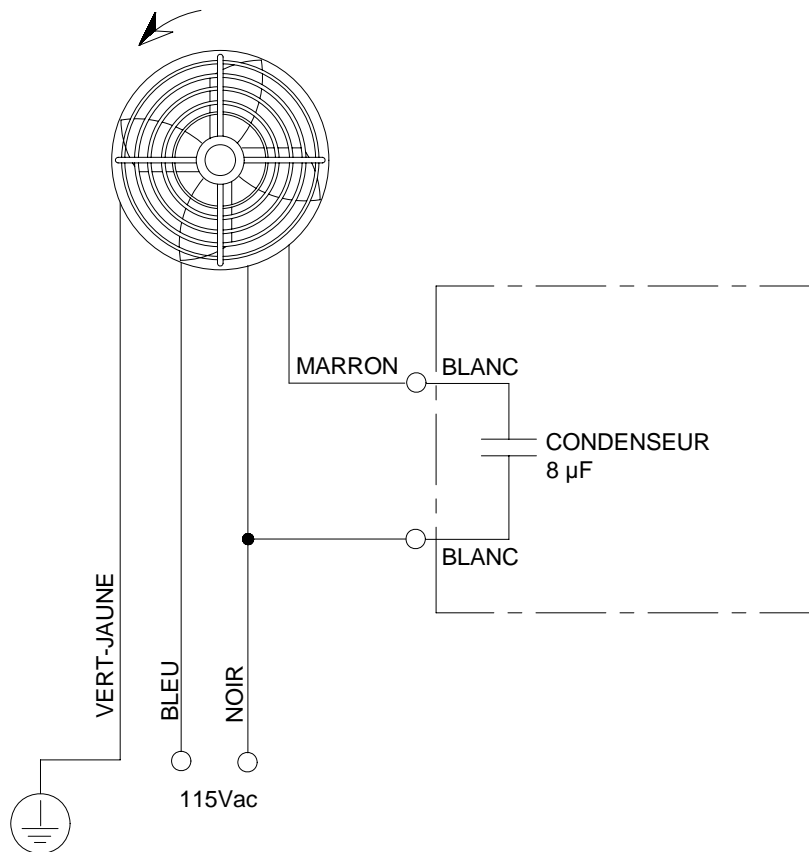 MARRON
BLANC
CONDENSEUR
8 µF
BLANC
VERT-JAUNE
BLEU
NOIR
115Vac